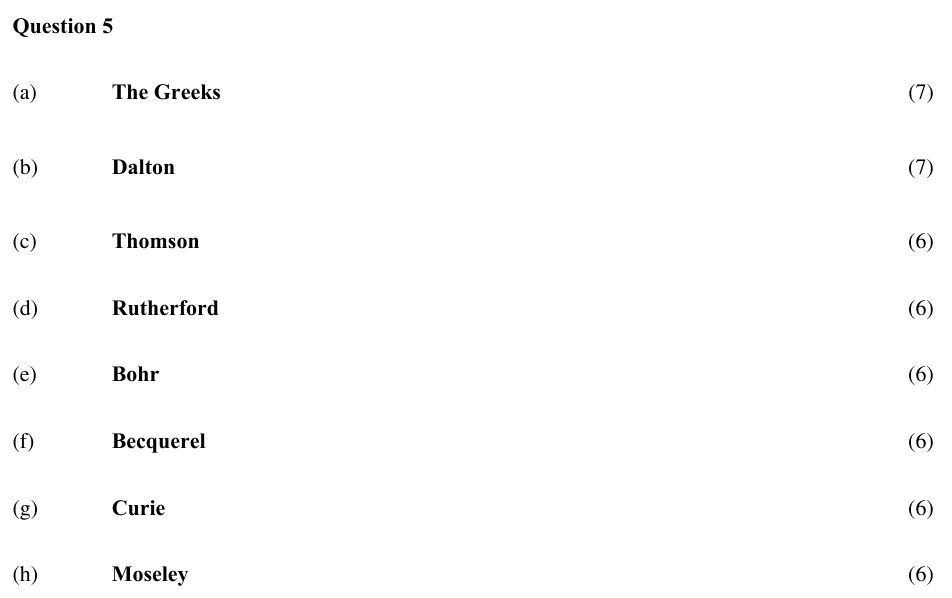 Question 5
(a) The Greeks (7)
(b) Dalton (7)
(c) Thomson (6)
(d) Rutherford (6)
(e) Bohr (6)
(f) Becquerel (6)
(g) Curie (6)
(h) Moseley (6)